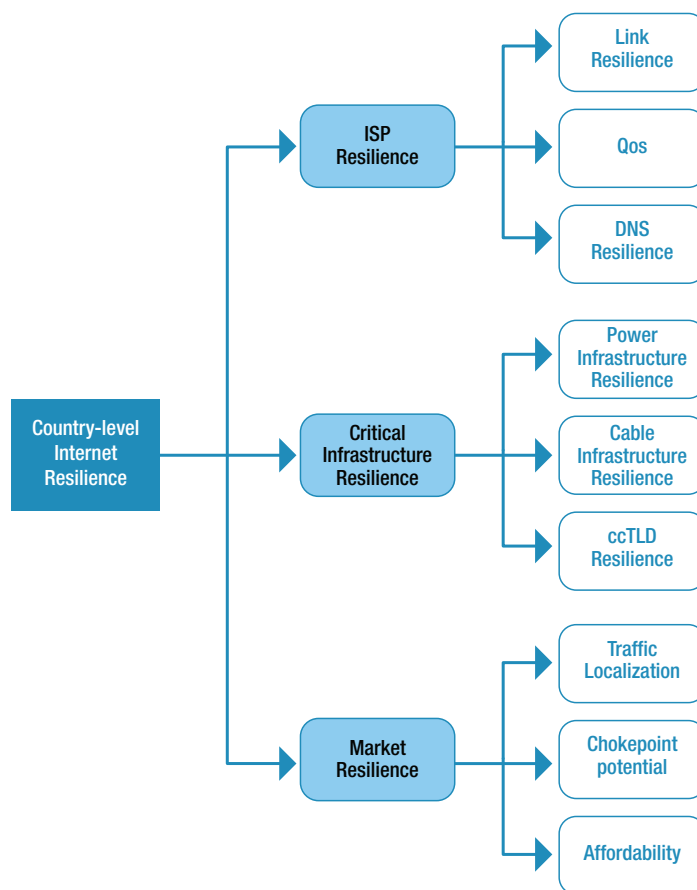 Link
Resilience
ISP
Resilience
Qos
DNS
Resilience
Power
Infrastructure
Resilience
Country-level
Internet
Resilience
Critical
Infrastructure
Resilience
Cable
Infrastructure
Resilience
ccTLD
Resilience
Traffic
Localization
Market
Resilience
Chokepoint
potential
Affordability